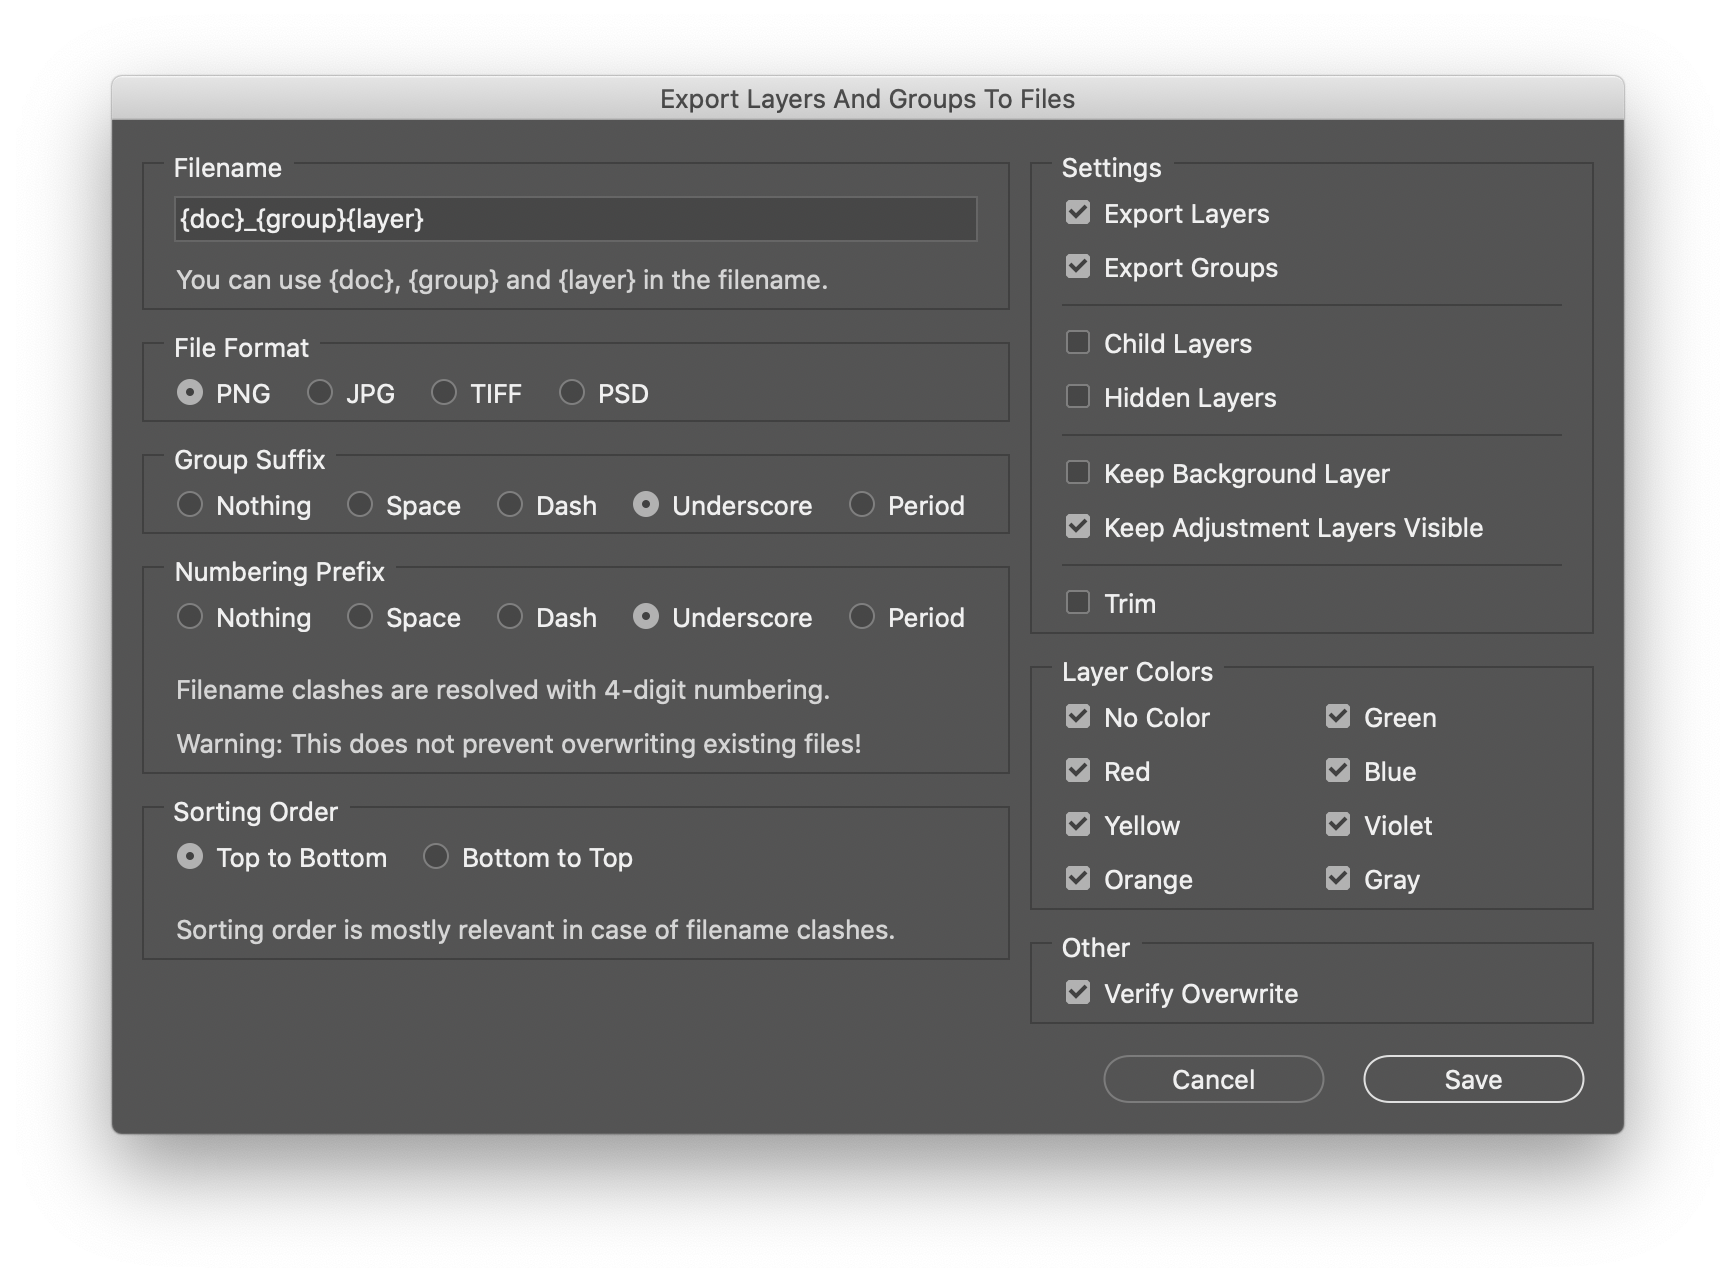 Export Layers And Groups To Files
Filename
{doc}_{group}{layer}
You can use {doc}, {group} and {layer} in the filename.
File Format
PNG JPG TIFF PSD
Group Suffix
Nothing Space Dash Underscore Period
Numbering Prefix
Nothing Space Dash Underscore Period
Filename clashes are resolved with 4-digit numbering.
Warning: This does not prevent overwriting existing files!
Sorting Order
Top to Bottom Bottom to Top
Sorting order is mostly relevant in case of filename clashes.
Settings
Export Layers
Export Groups
Child Layers
Hidden Layers
Keep Background Layer
Keep Adjustment Layers Visible
Trim
Layer Colors
No Color Green
Red Blue
Yellow Violet
Orange Gray
Other
Verify Overwrite
Cancel Save